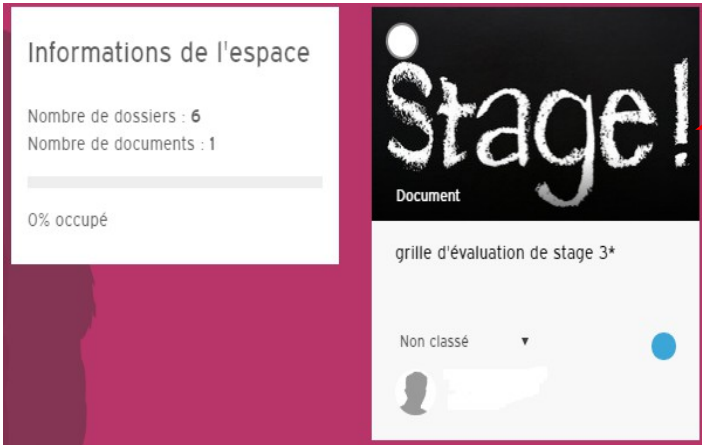 Informations de l'espace
Nombre de dossiers : 6
Nombre de documents : 1
0% occupé
Stage!
Document
grille d'évaluation de stage 3*
Non classé